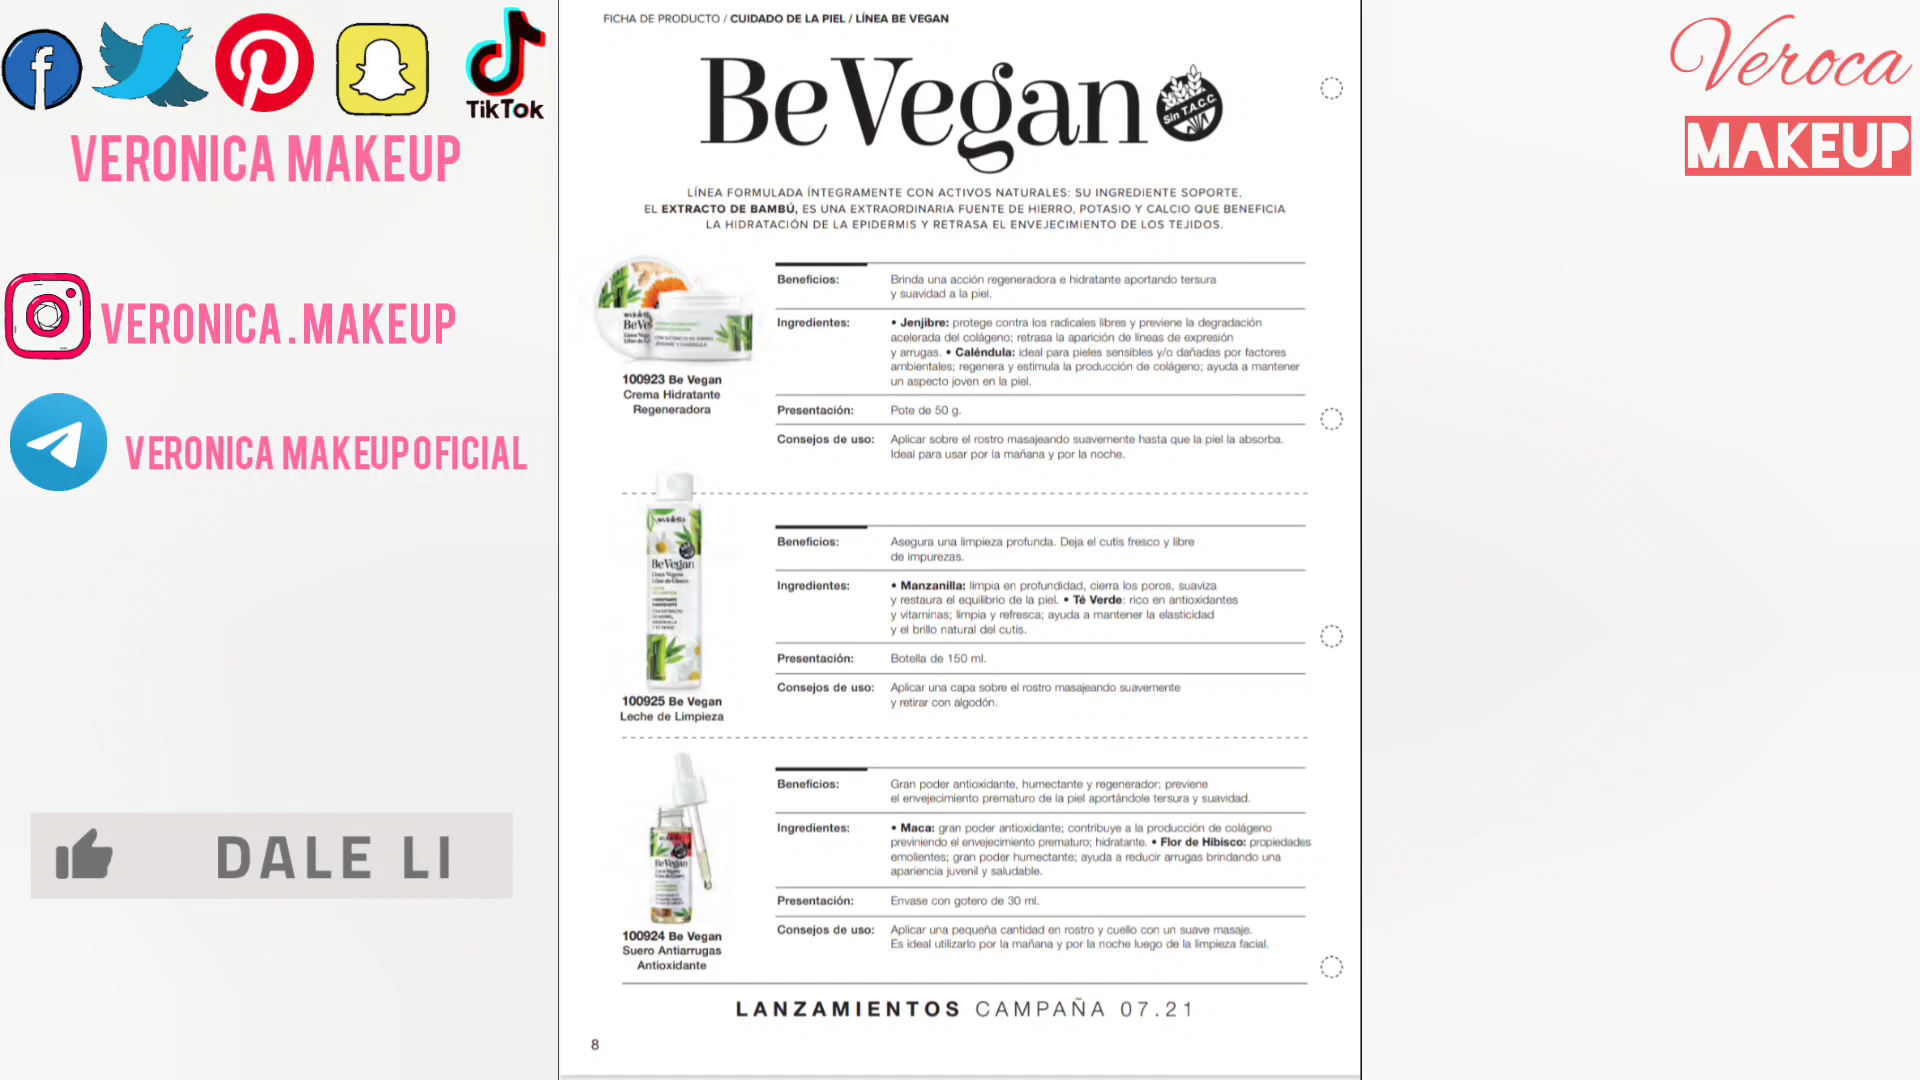 TikTok
VERONICA MAKEUP
VERONICA.MAKEUP
VERONICA MAKEUPOFICIAL
DALE LI
FICHA DE PRODUCTO / CUIDADO DE LA PIEL / LÍNEA BE VEGAN
Be Vegan
Sin T.A.C.C.
LÍNEA FORMULADA ÍNTEGRAMENTE CON ACTIVOS NATURALES: SU INGREDIENTE SOPORTE,
EL EXTRACTO DE BAMBÚ, ES UNA EXTRAORDINARIA FUENTE DE HIERRO, POTASIO Y CALCIO QUE BENEFICIA
LA HIDRATACIÓN DE LA EPIDERMIS Y RETRASA EL ENVEJECIMIENTO DE LOS TEJIDOS.
100923 Be Vegan
Crema Hidratante
Regeneradora
Beneficios: Brinda una acción regeneradora e hidratante aportando tersura
y suavidad a la piel.
Ingredientes: • Jenjibre: protege contra los radicales libres y previene la degradación
acelerada del colágeno; retrasa la aparición de líneas de expresión
y arrugas. • Caléndula: ideal para pieles sensibles y/o dañadas por factores
ambientales; regenera y estimula la producción de colágeno; ayuda a mantener
un aspecto joven en la piel.
Presentación: Pote de 50 g.
Consejos de uso: Aplicar sobre el rostro masajeando suavemente hasta que la piel la absorba.
Ideal para usar por la mañana y por la noche.
Be Vegan
100925 Be Vegan
Leche de Limpieza
Beneficios: Asegura una limpieza profunda. Deja el cutis fresco y libre
de impurezas.
Ingredientes: • Manzanilla: limpia en profundidad, cierra los poros, suaviza
y restaura el equilibrio de la piel. • Té Verde: rico en antioxidantes
y vitaminas; limpia y refresca; ayuda a mantener la elasticidad
y el brillo natural del cutis.
Presentación: Botella de 150 ml.
Consejos de uso: Aplicar una capa sobre el rostro masajeando suavemente
y retirar con algodón.
Be Vegan
100924 Be Vegan
Suero Antiarrugas
Antioxidante
Beneficios: Gran poder antioxidante, humectante y regenerador; previene
el envejecimiento prematuro de la piel aportándole tersura y suavidad.
Ingredientes: • Maca: gran poder antioxidante; contribuye a la producción de colágeno
previniendo el envejecimiento prematuro; hidratante. • Flor de Hibisco: propiedades
emolientes; gran poder humectante; ayuda a reducir arrugas brindando una
apariencia juvenil y saludable.
Presentación: Envase con gotero de 30 ml.
Consejos de uso: Aplicar una pequeña cantidad en rostro y cuello con un suave masaje.
Es ideal utilizarlo por la mañana y por la noche luego de la limpieza facial.
LANZAMIENTOS CAMPAÑA 07.21
8
Veroca
MAKEUP